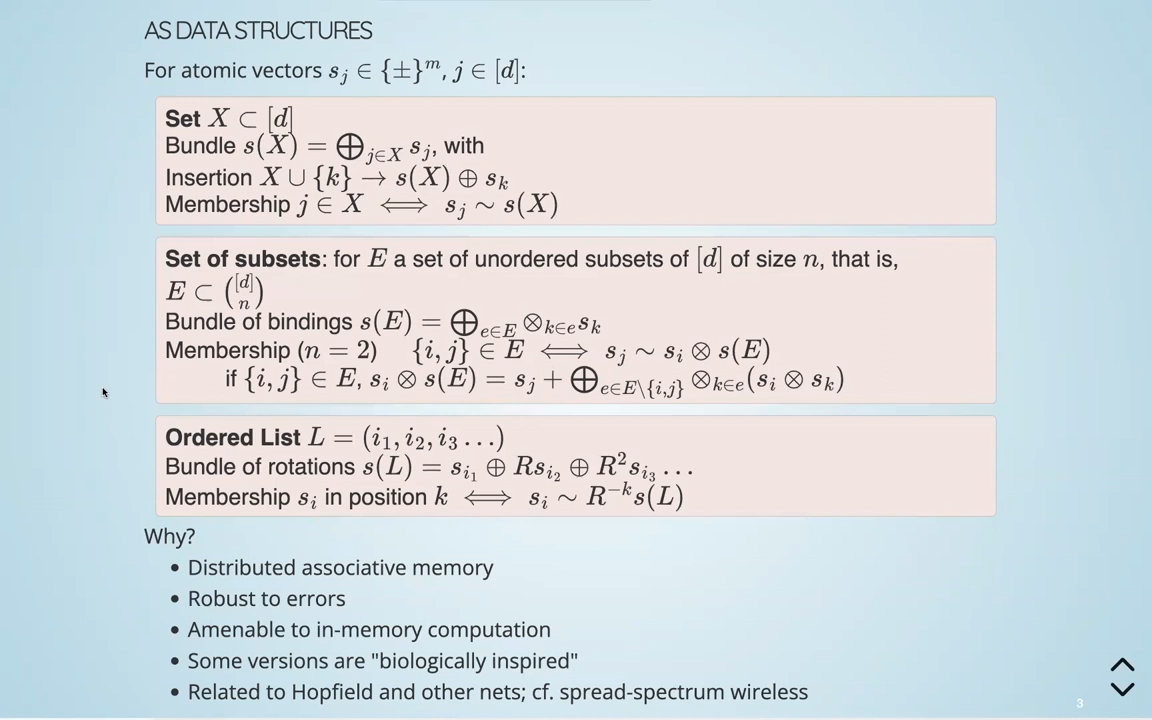 AS DATA STRUCTURES
For atomic vectors s_j ∈ {±}^m, j ∈ [d]:
Set X ⊂ [d]
Bundle s(X) = ⊕_{j∈X} s_j, with
Insertion X ∪ {k} → s(X) ⊕ s_k
Membership j ∈ X ⟺ s_j ∼ s(X)
Set of subsets: for E a set of unordered subsets of [d] of size n, that is,
E ⊂ ([d] n)
Bundle of bindings s(E) = ⊕_{e∈E} ⊗_{k∈e} s_k
Membership (n = 2) {i, j} ∈ E ⟺ s_j ∼ s_i ⊗ s(E)
if {i, j} ∈ E, s_i ⊗ s(E) = s_j + ⊕_{e∈E\{i,j}} ⊗_{k∈e}(s_i ⊗ s_k)
Ordered List L = (i_1, i_2, i_3 …)
Bundle of rotations s(L) = s_{i_1} ⊕ Rs_{i_2} ⊕ R^2 s_{i_3} …
Membership s_i in position k ⟺ s_i ∼ R^{−k}s(L)
Why?
• Distributed associative memory
• Robust to errors
• Amenable to in-memory computation
• Some versions are "biologically inspired"
• Related to Hopfield and other nets; cf. spread-spectrum wireless
3